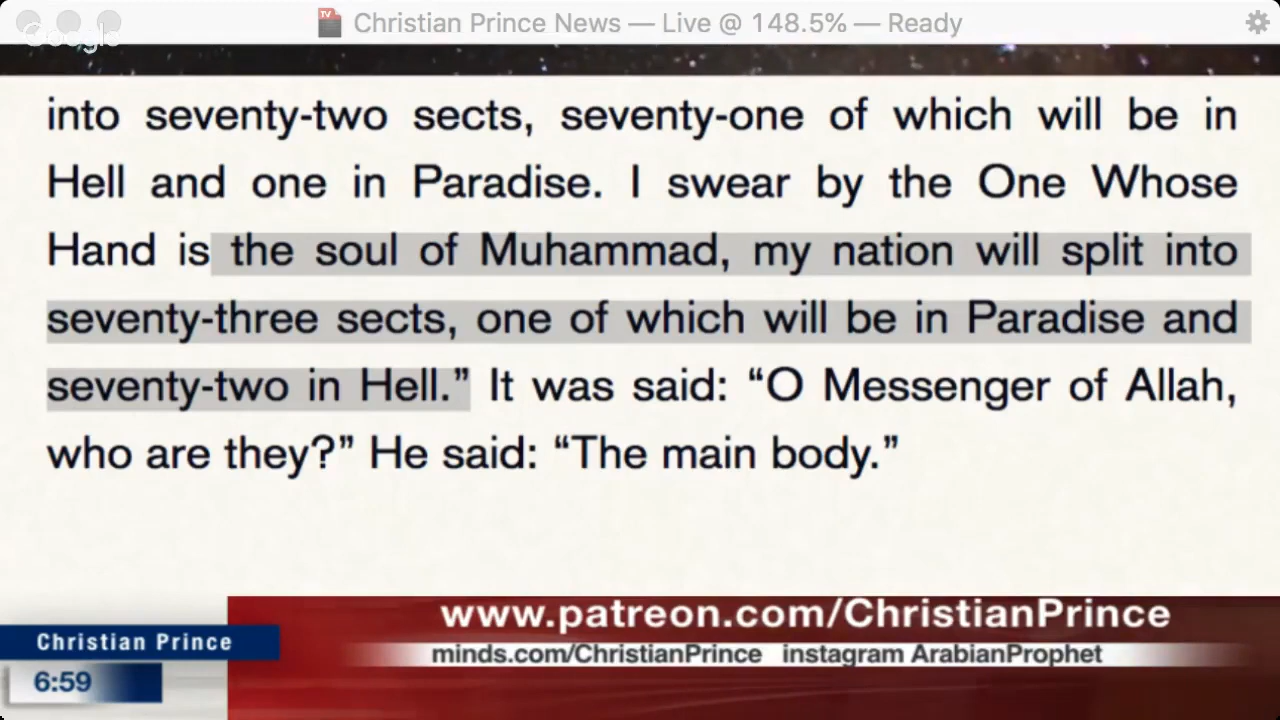 Christian Prince News — Live @ 148.5% — Ready
TV
Google
into seventy-two sects, seventy-one of which will be in
Hell and one in Paradise. I swear by the One Whose
Hand is the soul of Muhammad, my nation will split into
seventy-three sects, one of which will be in Paradise and
seventy-two in Hell.” It was said: “O Messenger of Allah,
who are they?” He said: “The main body.”
www.patreon.com/ChristianPrince
Christian Prince
minds.com/ChristianPrince instagram ArabianProphet
6:59